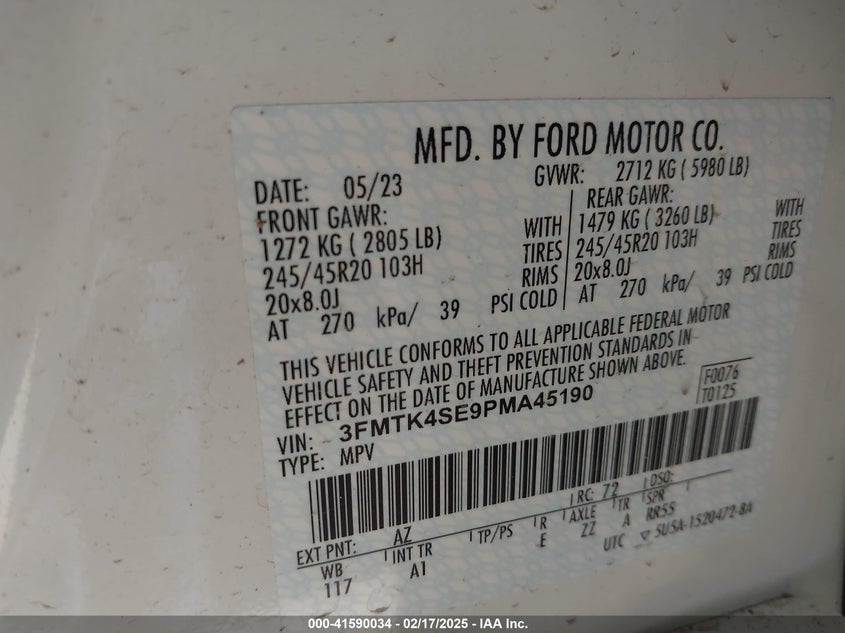 MFD. BY FORD MOTOR CO.
DATE: 05/23 GVWR: 2712 KG ( 5980 LB)
FRONT GAWR: REAR GAWR:
1272 KG ( 2805 LB) WITH 1479 KG ( 3260 LB) WITH
245/45R20 103H TIRES 245/45R20 103H TIRES
20x8.0J RIMS 20x8.0J RIMS
AT 270 kPa/ 39 PSI COLD AT 270 kPa/ 39 PSI COLD
THIS VEHICLE CONFORMS TO ALL APPLICABLE FEDERAL MOTOR
VEHICLE SAFETY AND THEFT PREVENTION STANDARDS IN
EFFECT ON THE DATE OF MANUFACTURE SHOWN ABOVE.
F0076
VIN: 3FMTK4SE9PMA45190 T0125
TYPE: MPV
EXT PNT: AZ RC: 72 DSO:
WB INT TR TP/PS R AXLE TR SPR
117 A1 E ZZ A RR55
UTC 5U5A-1520472-BA
000-41590034 - 02/17/2025 - IAA Inc.